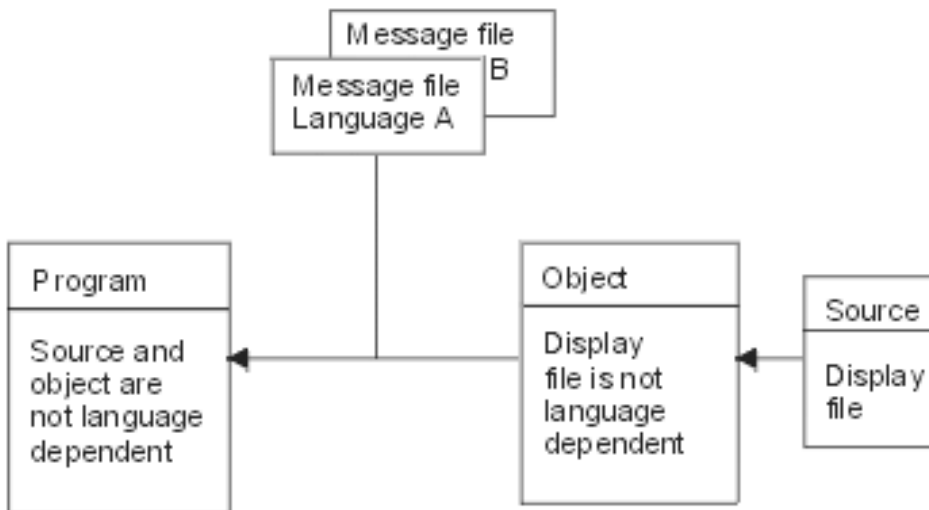 Message file
B
Message file
Language A
Program
Source and
object are
not language
dependent
Object
Display
file is not
language
dependent
Source
Display
file